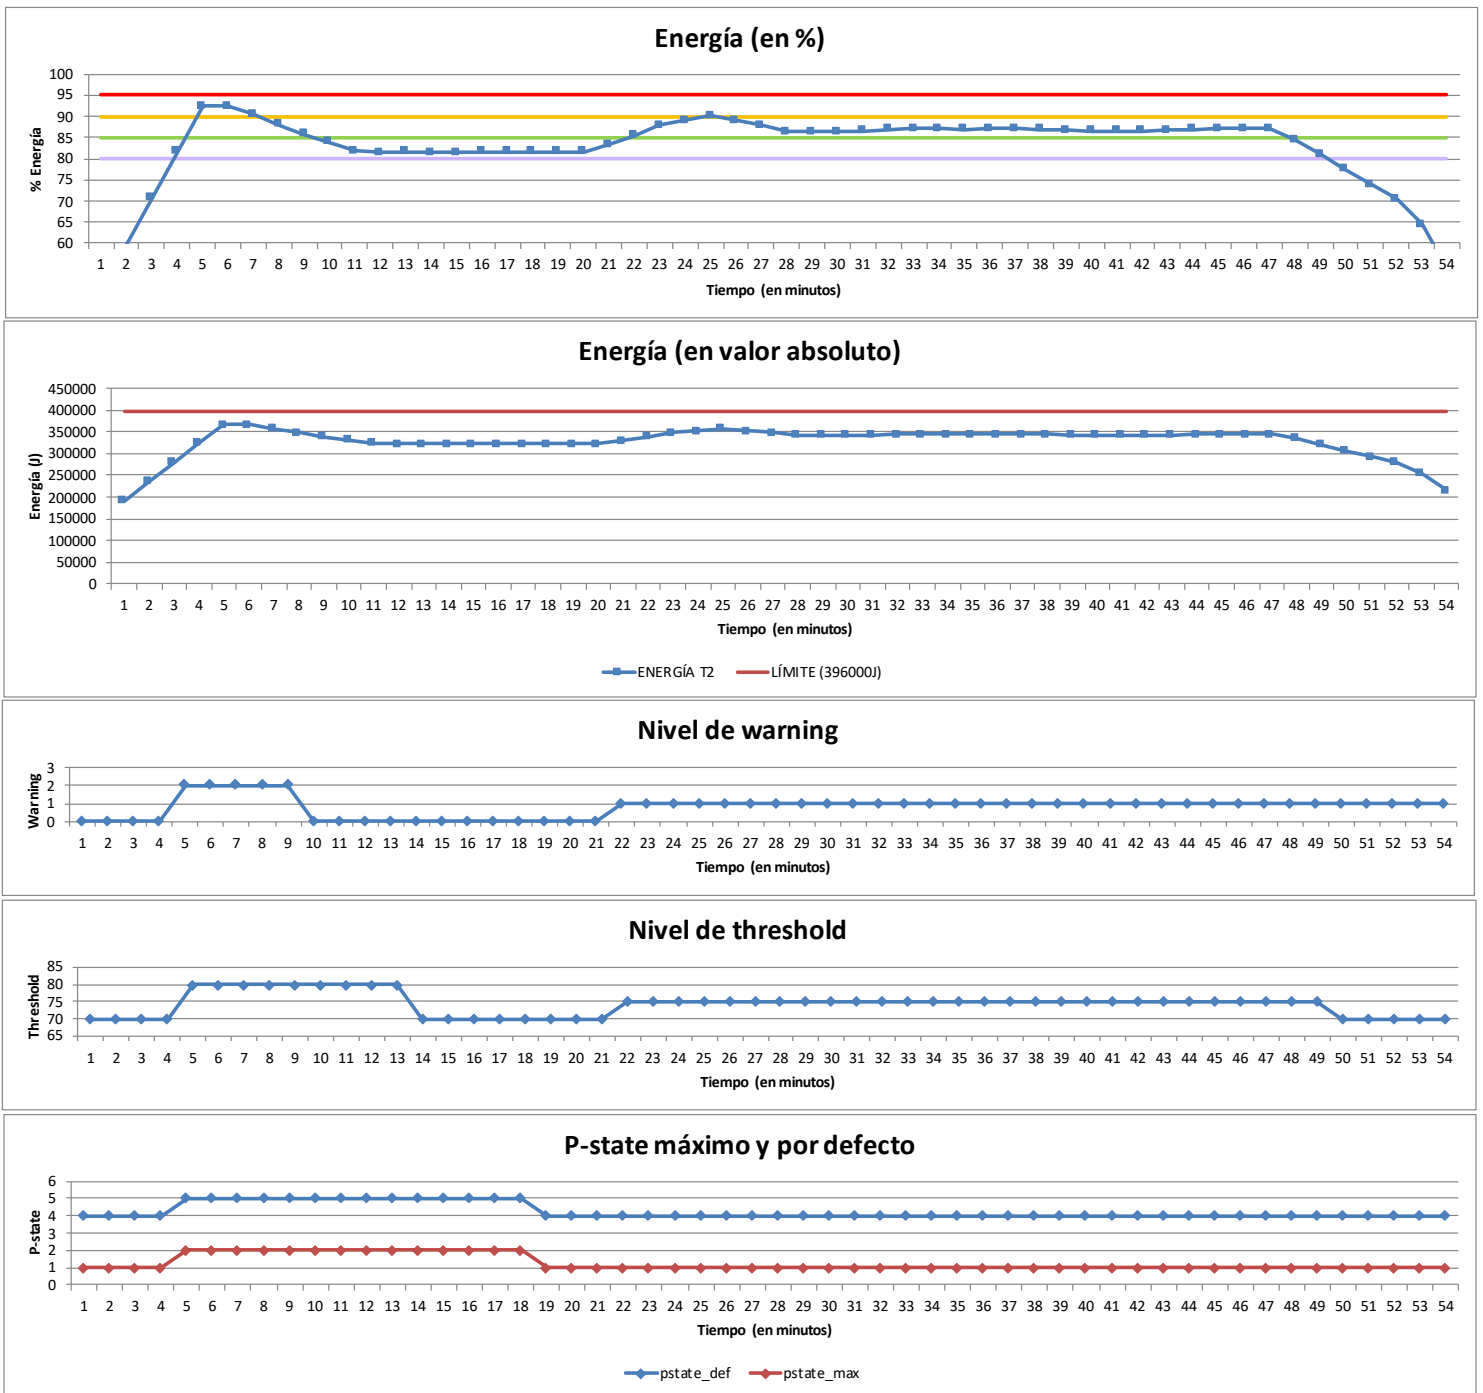 Energía (en %)
% Energía
100
95
90
85
80
75
70
65
60
1 2 3 4 5 6 7 8 9 10 11 12 13 14 15 16 17 18 19 20 21 22 23 24 25 26 27 28 29 30 31 32 33 34 35 36 37 38 39 40 41 42 43 44 45 46 47 48 49 50 51 52 53 54
Tiempo (en minutos)
Energía (en valor absoluto)
Energía (J)
450000
400000
350000
300000
250000
200000
150000
100000
50000
0
1 2 3 4 5 6 7 8 9 10 11 12 13 14 15 16 17 18 19 20 21 22 23 24 25 26 27 28 29 30 31 32 33 34 35 36 37 38 39 40 41 42 43 44 45 46 47 48 49 50 51 52 53 54
Tiempo (en minutos)
ENERGÍA T2 LÍMITE (396000J)
Nivel de warning
Warning
3
2
1
0
1 2 3 4 5 6 7 8 9 10 11 12 13 14 15 16 17 18 19 20 21 22 23 24 25 26 27 28 29 30 31 32 33 34 35 36 37 38 39 40 41 42 43 44 45 46 47 48 49 50 51 52 53 54
Tiempo (en minutos)
Nivel de threshold
Threshold
85
80
75
70
65
1 2 3 4 5 6 7 8 9 10 11 12 13 14 15 16 17 18 19 20 21 22 23 24 25 26 27 28 29 30 31 32 33 34 35 36 37 38 39 40 41 42 43 44 45 46 47 48 49 50 51 52 53 54
Tiempo (en minutos)
P-state máximo y por defecto
P-state
6
5
4
3
2
1
0
1 2 3 4 5 6 7 8 9 10 11 12 13 14 15 16 17 18 19 20 21 22 23 24 25 26 27 28 29 30 31 32 33 34 35 36 37 38 39 40 41 42 43 44 45 46 47 48 49 50 51 52 53 54
Tiempo (en minutos)
pstate_def pstate_max